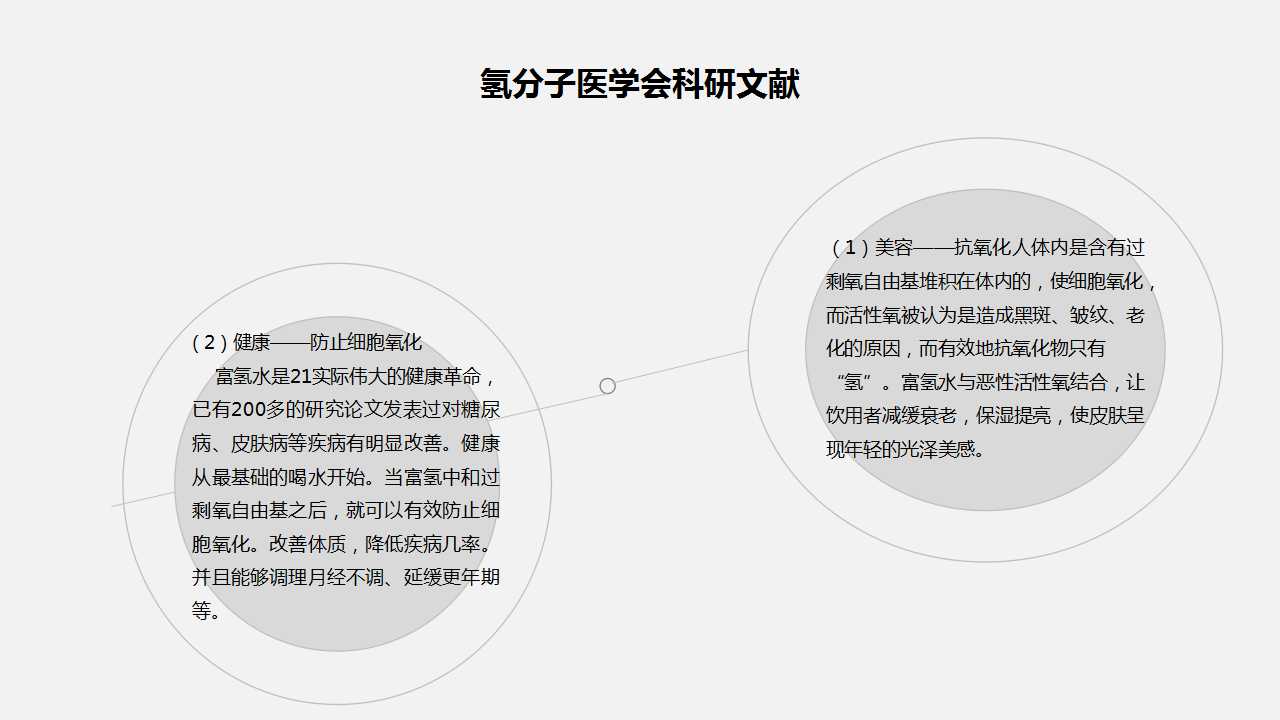 氢分子医学会科研文献
（1）美容——抗氧化人体内是含有过
剩氧自由基堆积在体内的，使细胞氧化，
而活性氧被认为是造成黑斑、皱纹、老
化的原因，而有效地抗氧化物只有
“氢”。富氢水与恶性活性氧结合，让
饮用者减缓衰老，保湿提亮，使皮肤呈
现年轻的光泽美感。
（2）健康——防止细胞氧化
富氢水是21实际伟大的健康革命，
已有200多的研究论文发表过对糖尿
病、皮肤病等疾病有明显改善。健康
从最基础的喝水开始。当富氢中和过
剩氧自由基之后，就可以有效防止细
胞氧化。改善体质，降低疾病几率。
并且能够调理月经不调、延缓更年期
等。